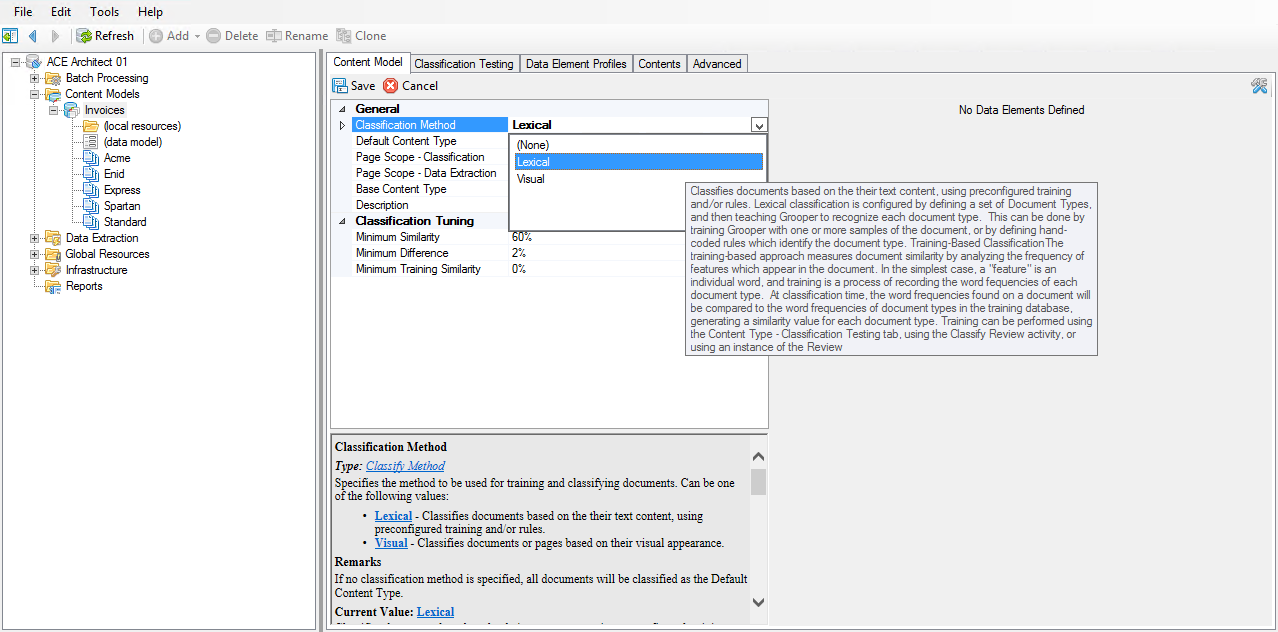 File Edit Tools Help
Refresh Add Delete Rename Clone
ACE Architect 01
Batch Processing
Content Models
Invoices
(local resources)
(data model)
Acme
Enid
Express
Spartan
Standard
Data Extraction
Global Resources
Infrastructure
Reports
Content Model Classification Testing Data Element Profiles Contents Advanced
Save Cancel
General
Classification Method Lexical
Default Content Type
Page Scope - Classification
Page Scope - Data Extraction
Base Content Type
Description
Classification Tuning
Minimum Similarity 60%
Minimum Difference 2%
Minimum Training Similarity 0%
(None)
Lexical
Visual
No Data Elements Defined
Classifies documents based on the their text content, using preconfigured training
and/or rules. Lexical classification is configured by defining a set of Document Types,
and then teaching Grooper to recognize each document type. This can be done by
training Grooper with one or more samples of the document, or by defining hand-
coded rules which identify the document type. Training-Based ClassificationThe
training-based approach measures document similarity by analyzing the frequency of
features which appear in the document. In the simplest case, a "feature" is an
individual word, and training is a process of recording the word fequencies of each
document type. At classification time, the word frequencies found on a document will
be compared to the word frequencies of document types in the training database,
generating a similarity value for each document type. Training can be performed using
the Content Type - Classification Testing tab, using the Classify Review activity, or
using an instance of the Review
Classification Method
Type: Classify Method
Specifies the method to be used for training and classifying documents. Can be one
of the following values:
• Lexical - Classifies documents based on the their text content, using
preconfigured training and/or rules.
• Visual - Classifies documents or pages based on their visual appearance.
Remarks
If no classification method is specified, all documents will be classified as the Default
Content Type.
Current Value: Lexical